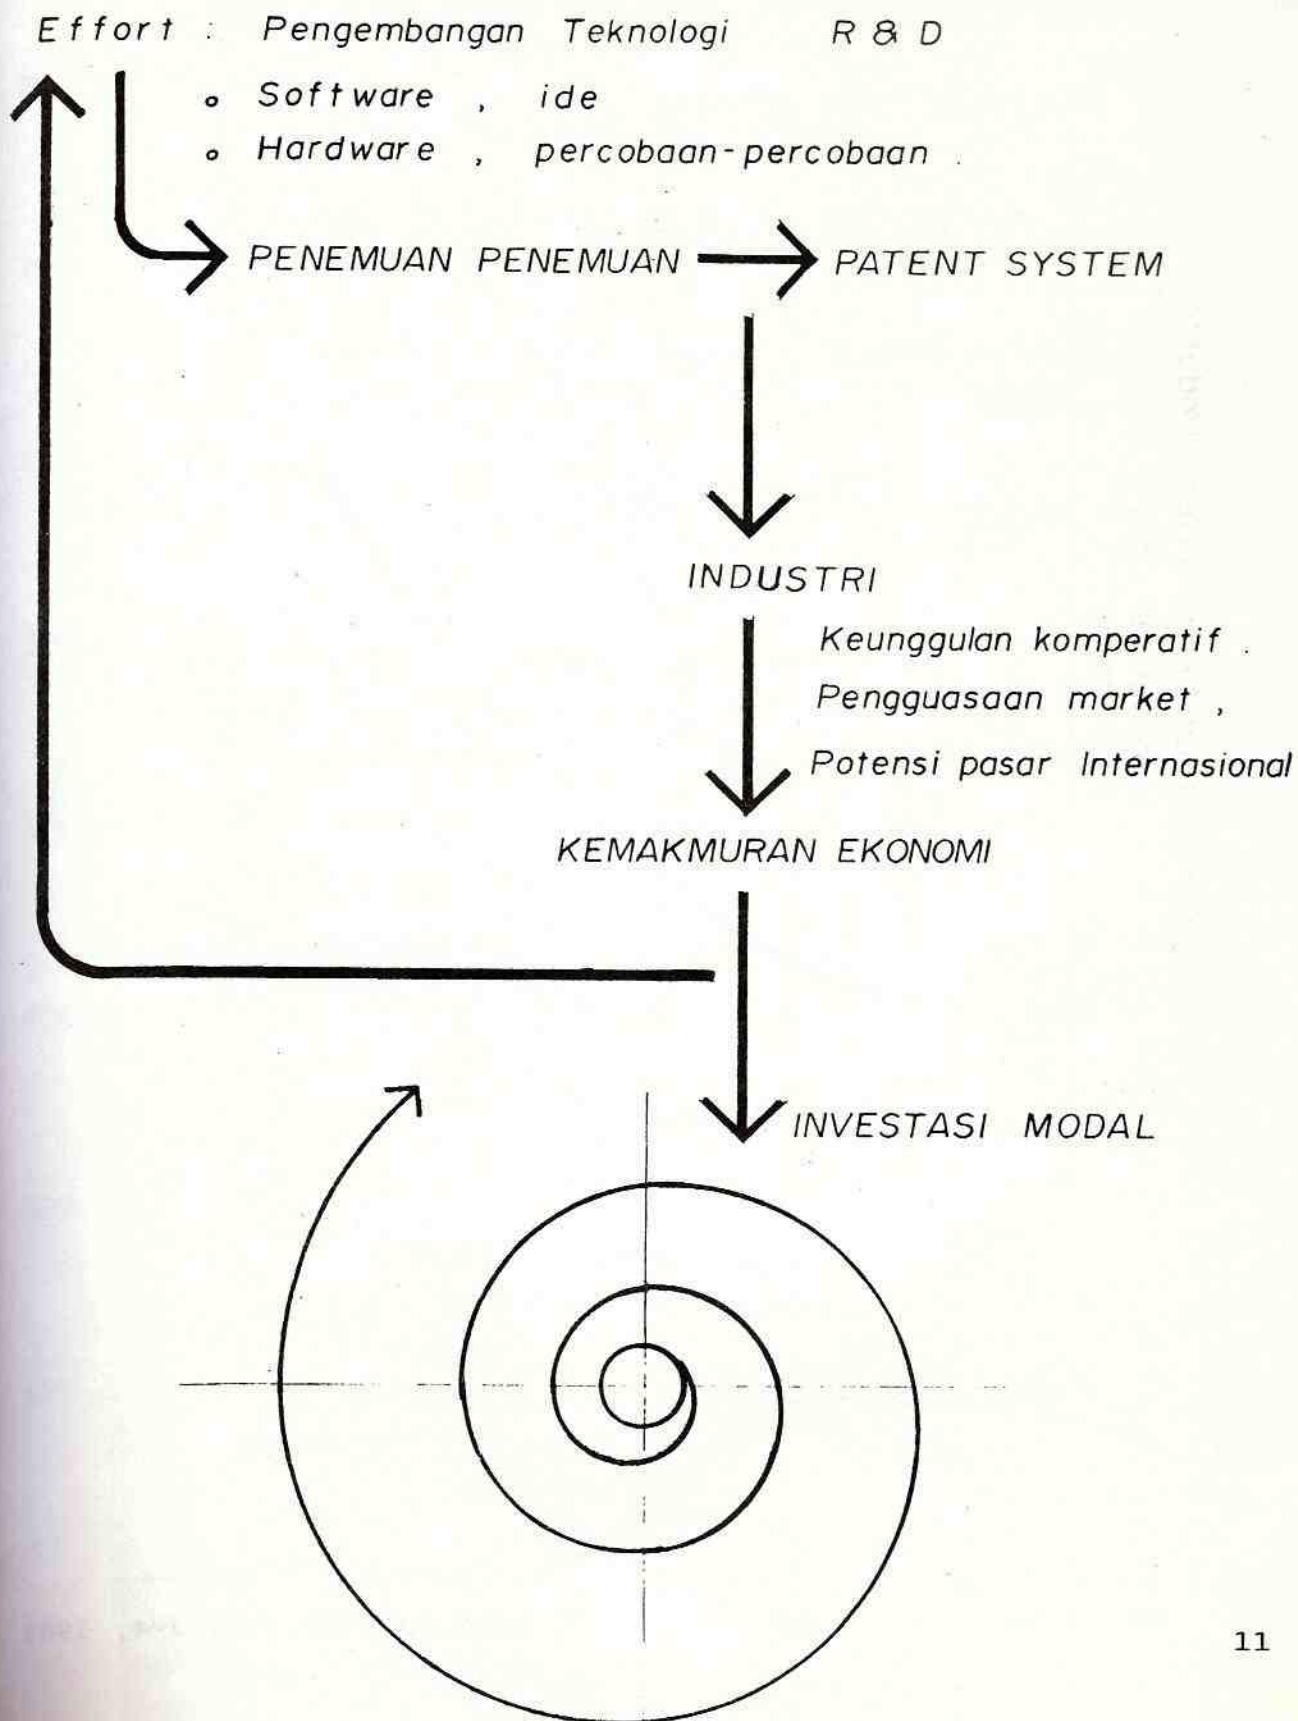 Effort : Pengembangan Teknologi R & D
o Software , ide
o Hardware , percobaan-percobaan .
PENEMUAN PENEMUAN PATENT SYSTEM
INDUSTRI
Keunggulan komperatif .
Pengguasaan market ,
Potensi pasar Internasional
KEMAKMURAN EKONOMI
INVESTASI MODAL
11